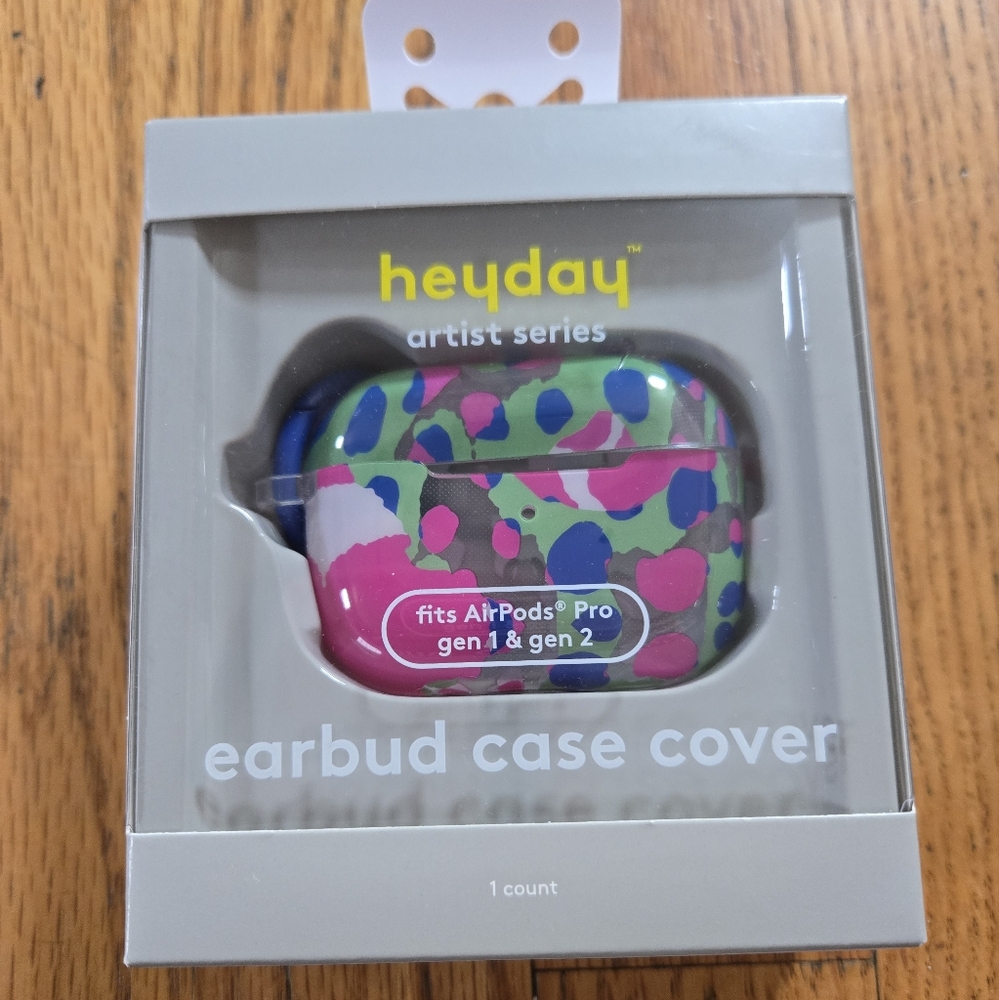 heyday™
artist series
fits AirPods® Pro
gen 1 & gen 2
earbud case cover
1 count